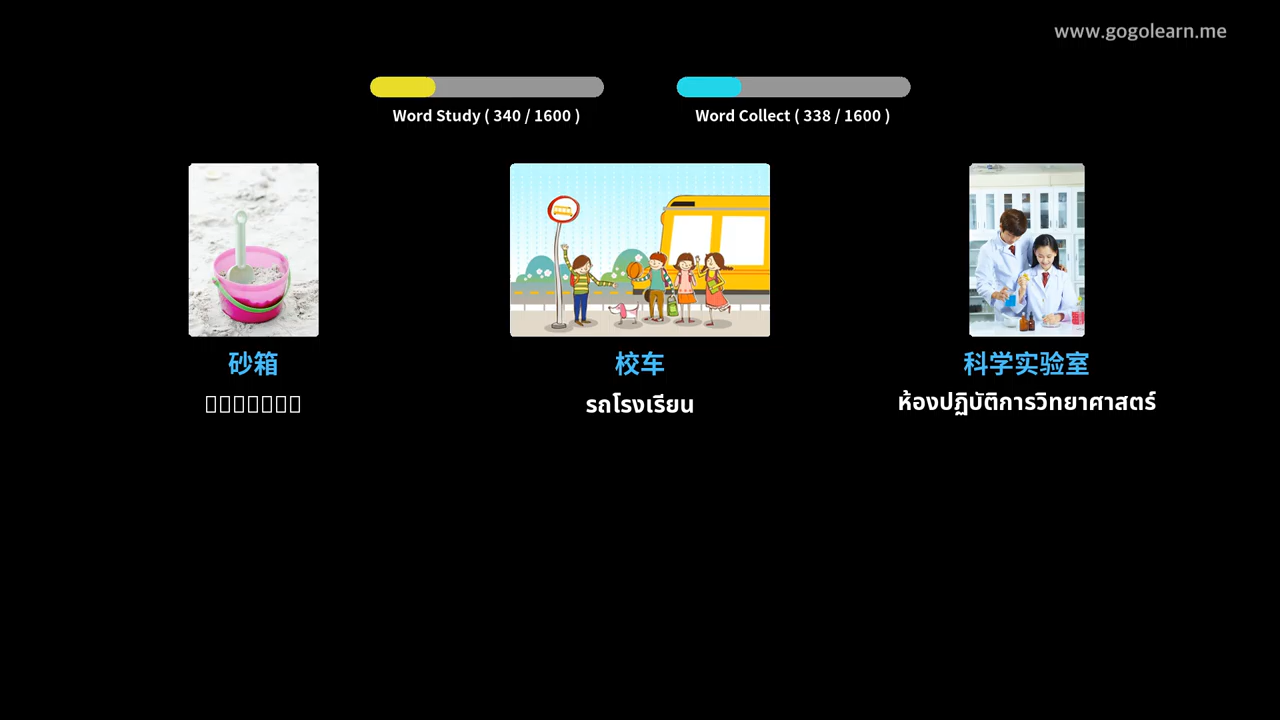 www.gogolearn.me
Word Study ( 340 / 1600 )
Word Collect ( 338 / 1600 )
砂箱
校车
科学实验室
รถโรงเรียน
ห้องปฏิบัติการวิทยาศาสตร์